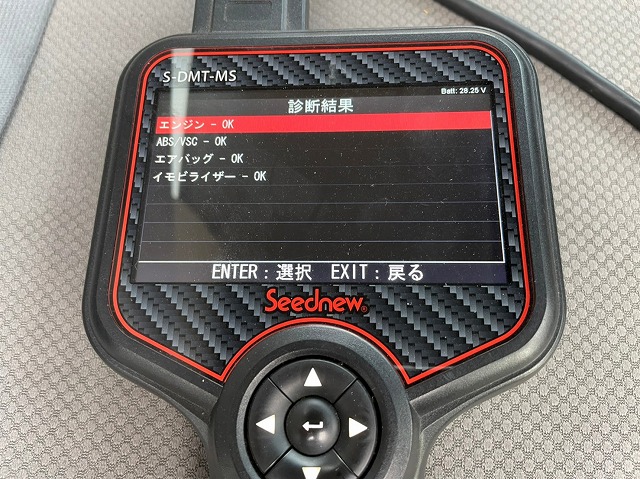 S-DMT-MS
Batt: 28.25 V
診断結果
エンジン - OK
ABS/VSC - OK
エアバッグ - OK
イモビライザー - OK
ENTER：選択　EXIT：戻る
Seednew®